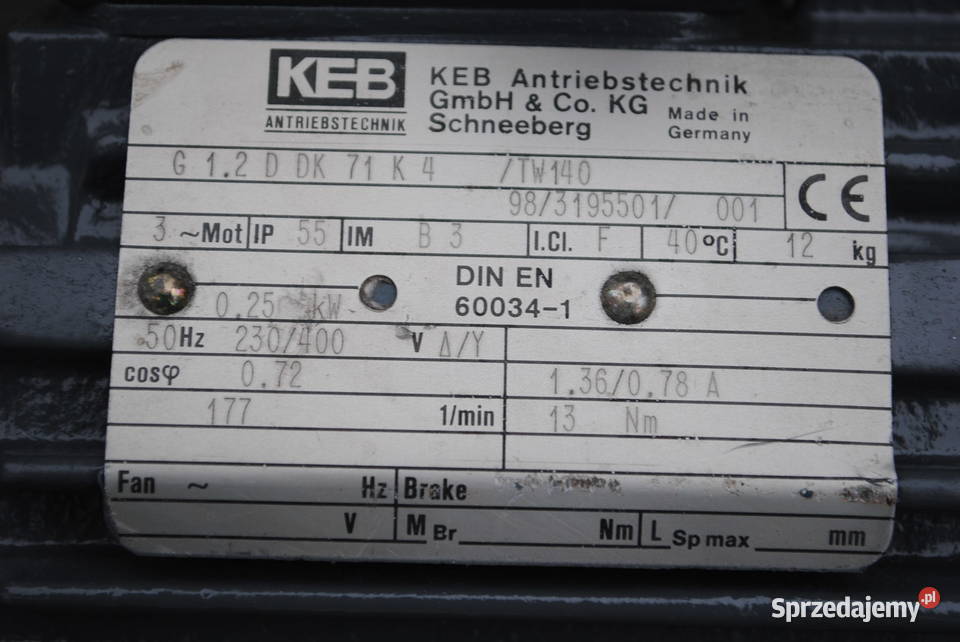 KEB
ANTRIEBSTECHNIK
KEB Antriebstechnik
GmbH & Co. KG
Schneeberg
Made in
Germany
G 1.2 D DK 71 K 4 /TW140
98/3195501/ 001
CE
3 ~Mot IP 55 IM B 3 I.Cl. F 40 °C 12 kg
DIN EN
60034-1
0.25 kW
50Hz 230/400 V Δ/Y
cosφ 0.72 1.36/0.78 A
177 1/min 13 Nm
Fan ~ Hz Brake
V M Br Nm L Sp max mm
Sprzedajemy.pl